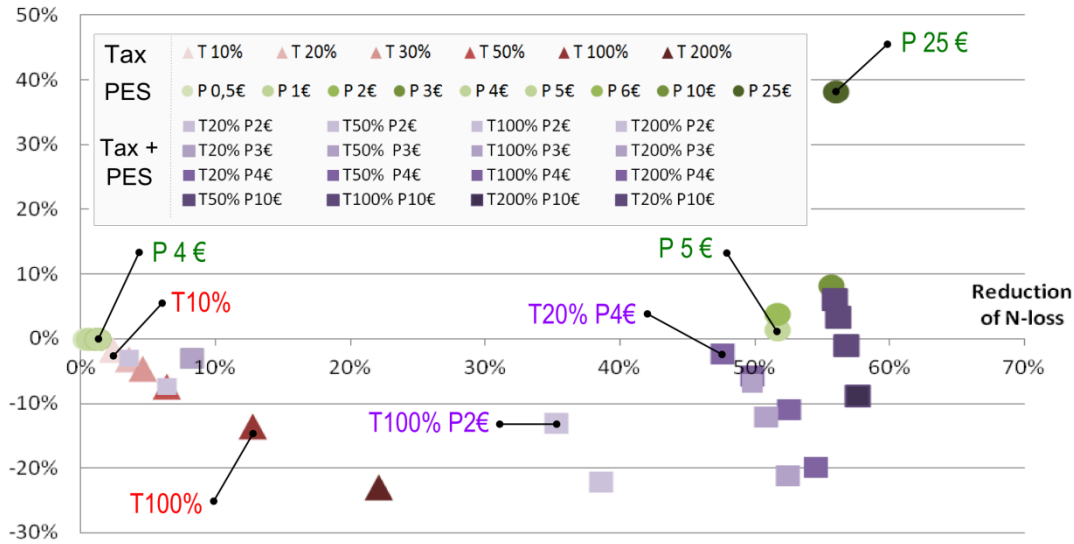 50%
Tax T 10% T 20% T 30% T 50% T 100% T 200%
PES P 0,5€ P 1€ P 2€ P 3€ P 4€ P 5€ P 6€ P 10€ P 25€
Tax +
PES
T20% P2€ T50% P2€ T100% P2€ T200% P2€
T20% P3€ T50% P3€ T100% P3€ T200% P3€
T20% P4€ T50% P4€ T100% P4€ T200% P4€
T50% P10€ T100% P10€ T200% P10€ T20% P10€
P 25 €
40%
30%
20%
P 4 €
P 5 €
10%
T10%
T20% P4€
Reduction
of N-loss
0%
0% 10% 20% 30% 40% 50% 60% 70%
-10%
T100% P2€
-20%
T100%
-30%